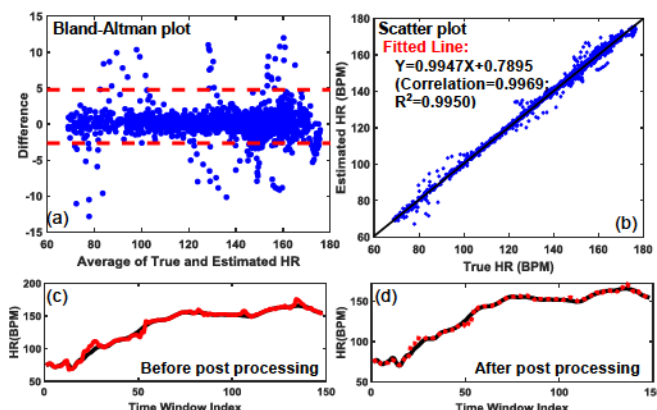 Bland-Altman plot
15
10
5
0
-5
-10
-15
Difference
60 80 100 120 140 160 180
Average of True and Estimated HR
(a)
Scatter plot
Fitted Line:
Y=0.9947X+0.7895
(Correlation=0.9969;
R²=0.9950)
180
160
140
120
100
80
60
Estimated HR (BPM)
60 80 100 120 140 160 180
True HR (BPM)
(b)
(c)
200
150
100
50
HR(BPM)
Before post processing
0 50 100 150
Time Window Index
(d)
150
100
50
HR(BPM)
After post processing
0 50 100 150
Time Window Index